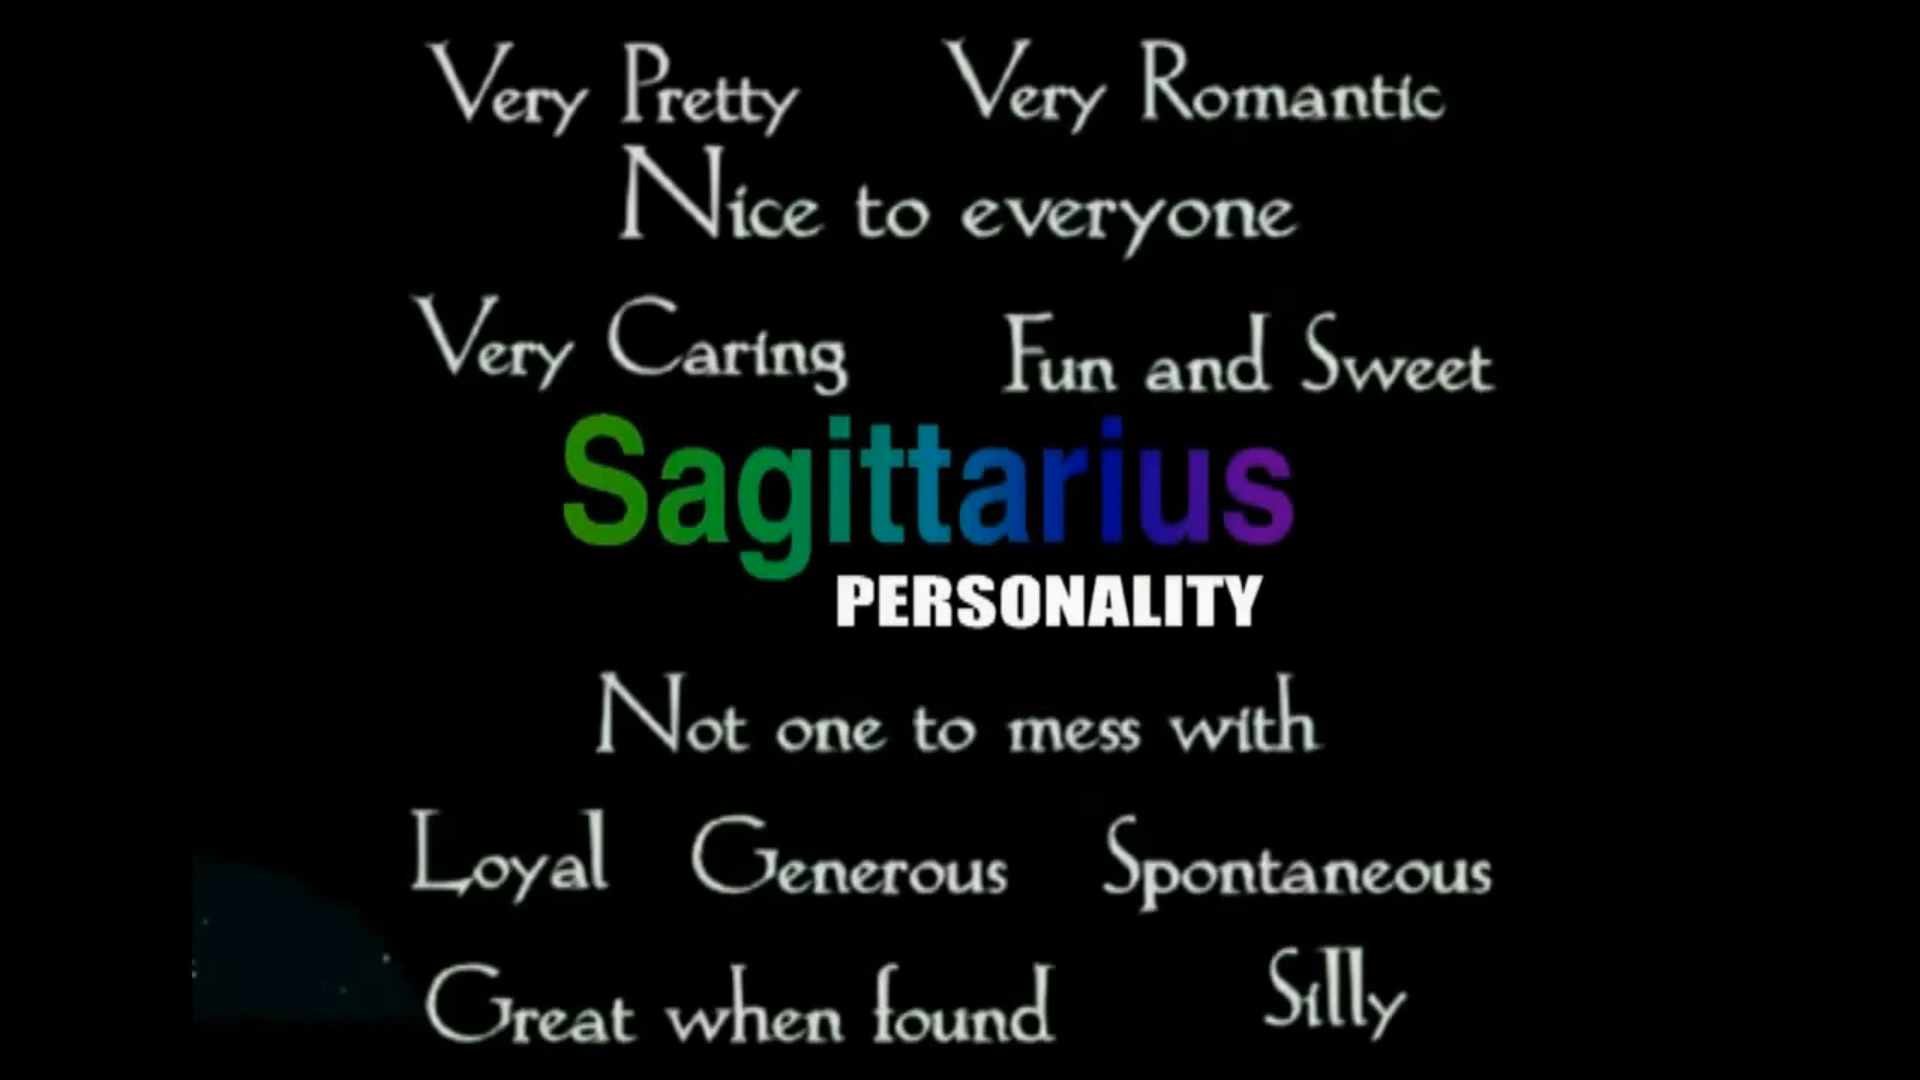 Very Pretty Very Romantic
Nice to everyone
Very Caring Fun and Sweet
Sagittarius
PERSONALITY
Not one to mess with
Loyal Generous Spontaneous
Great when found Silly